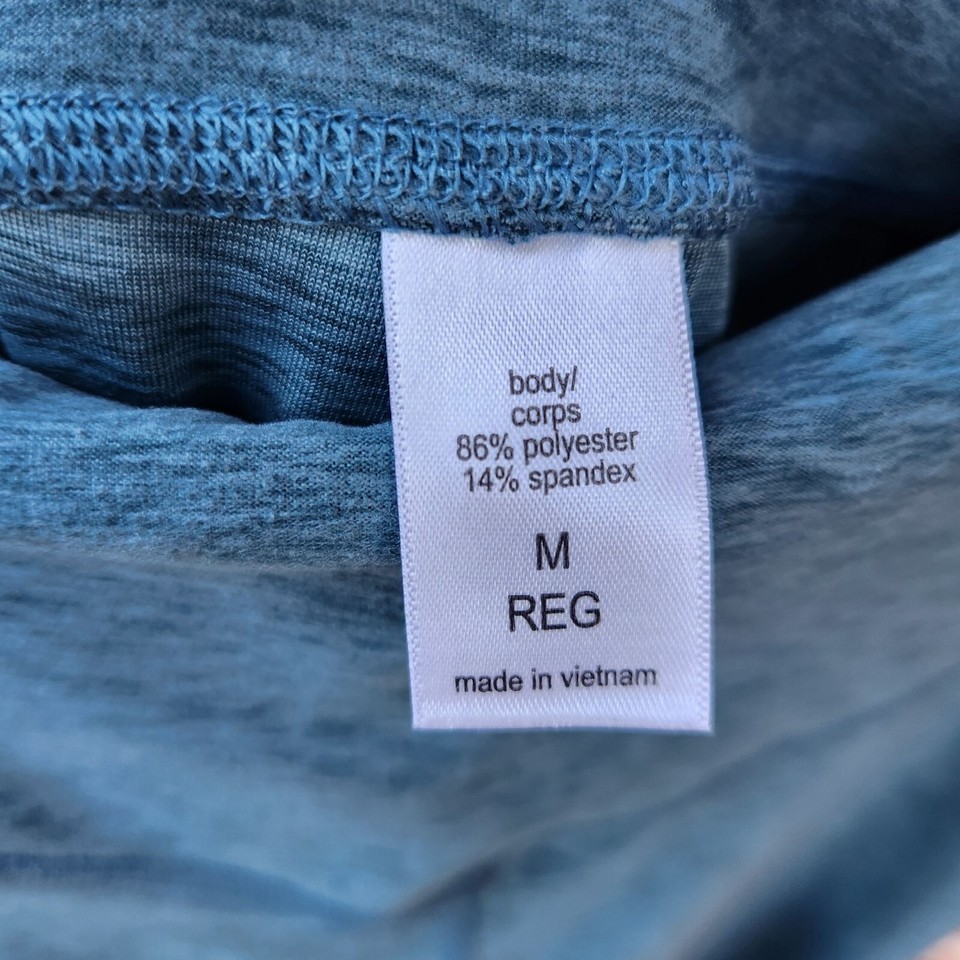 body/
corps
86% polyester
14% spandex
M
REG
made in vietnam